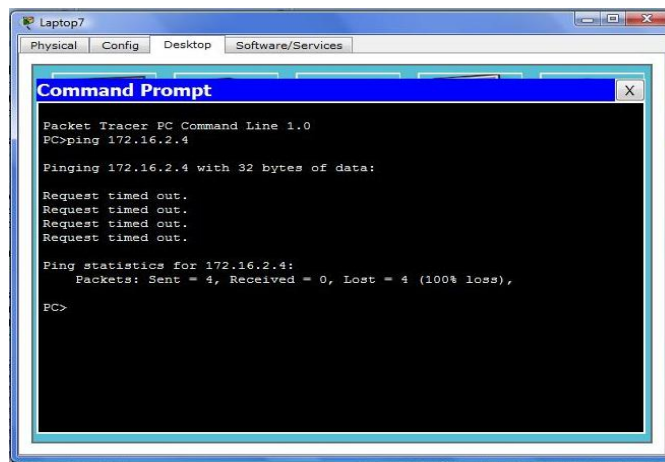 Laptop7
Physical Config Desktop Software/Services
Command Prompt
X
Packet Tracer PC Command Line 1.0
PC>ping 172.16.2.4
Pinging 172.16.2.4 with 32 bytes of data:
Request timed out.
Request timed out.
Request timed out.
Request timed out.
Ping statistics for 172.16.2.4:
Packets: Sent = 4, Received = 0, Lost = 4 (100% loss),
PC>